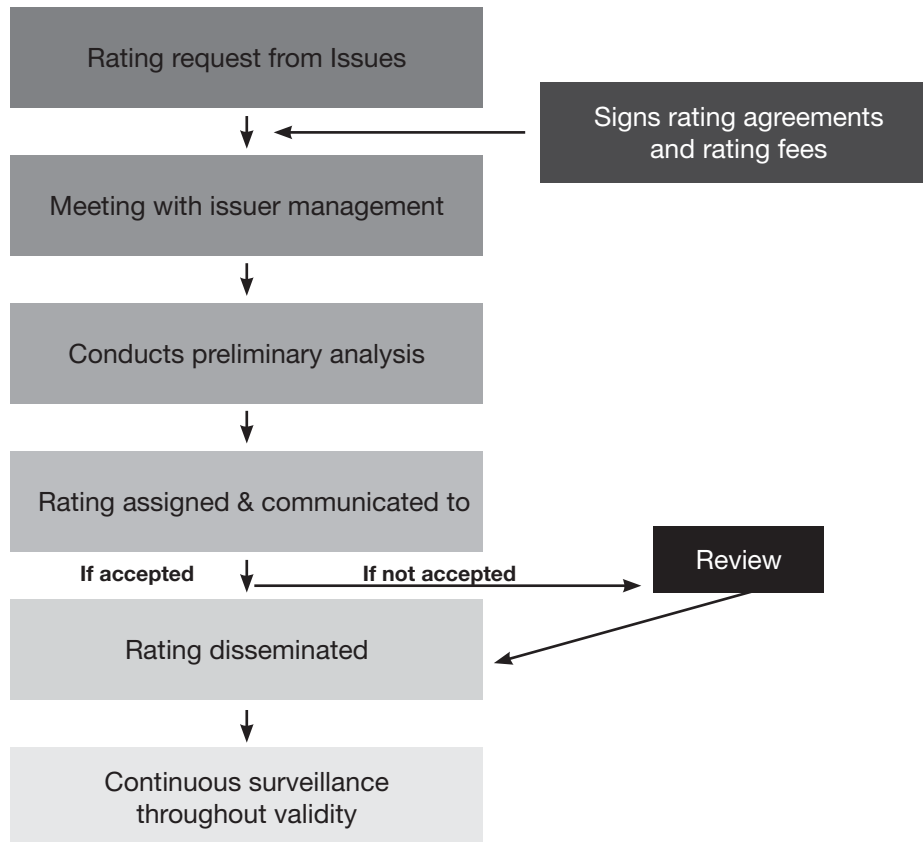 Rating request from Issues
Signs rating agreements
and rating fees
Meeting with issuer management
Conducts preliminary analysis
Rating assigned & communicated to
If accepted
If not accepted
Review
Rating disseminated
Continuous surveillance
throughout validity